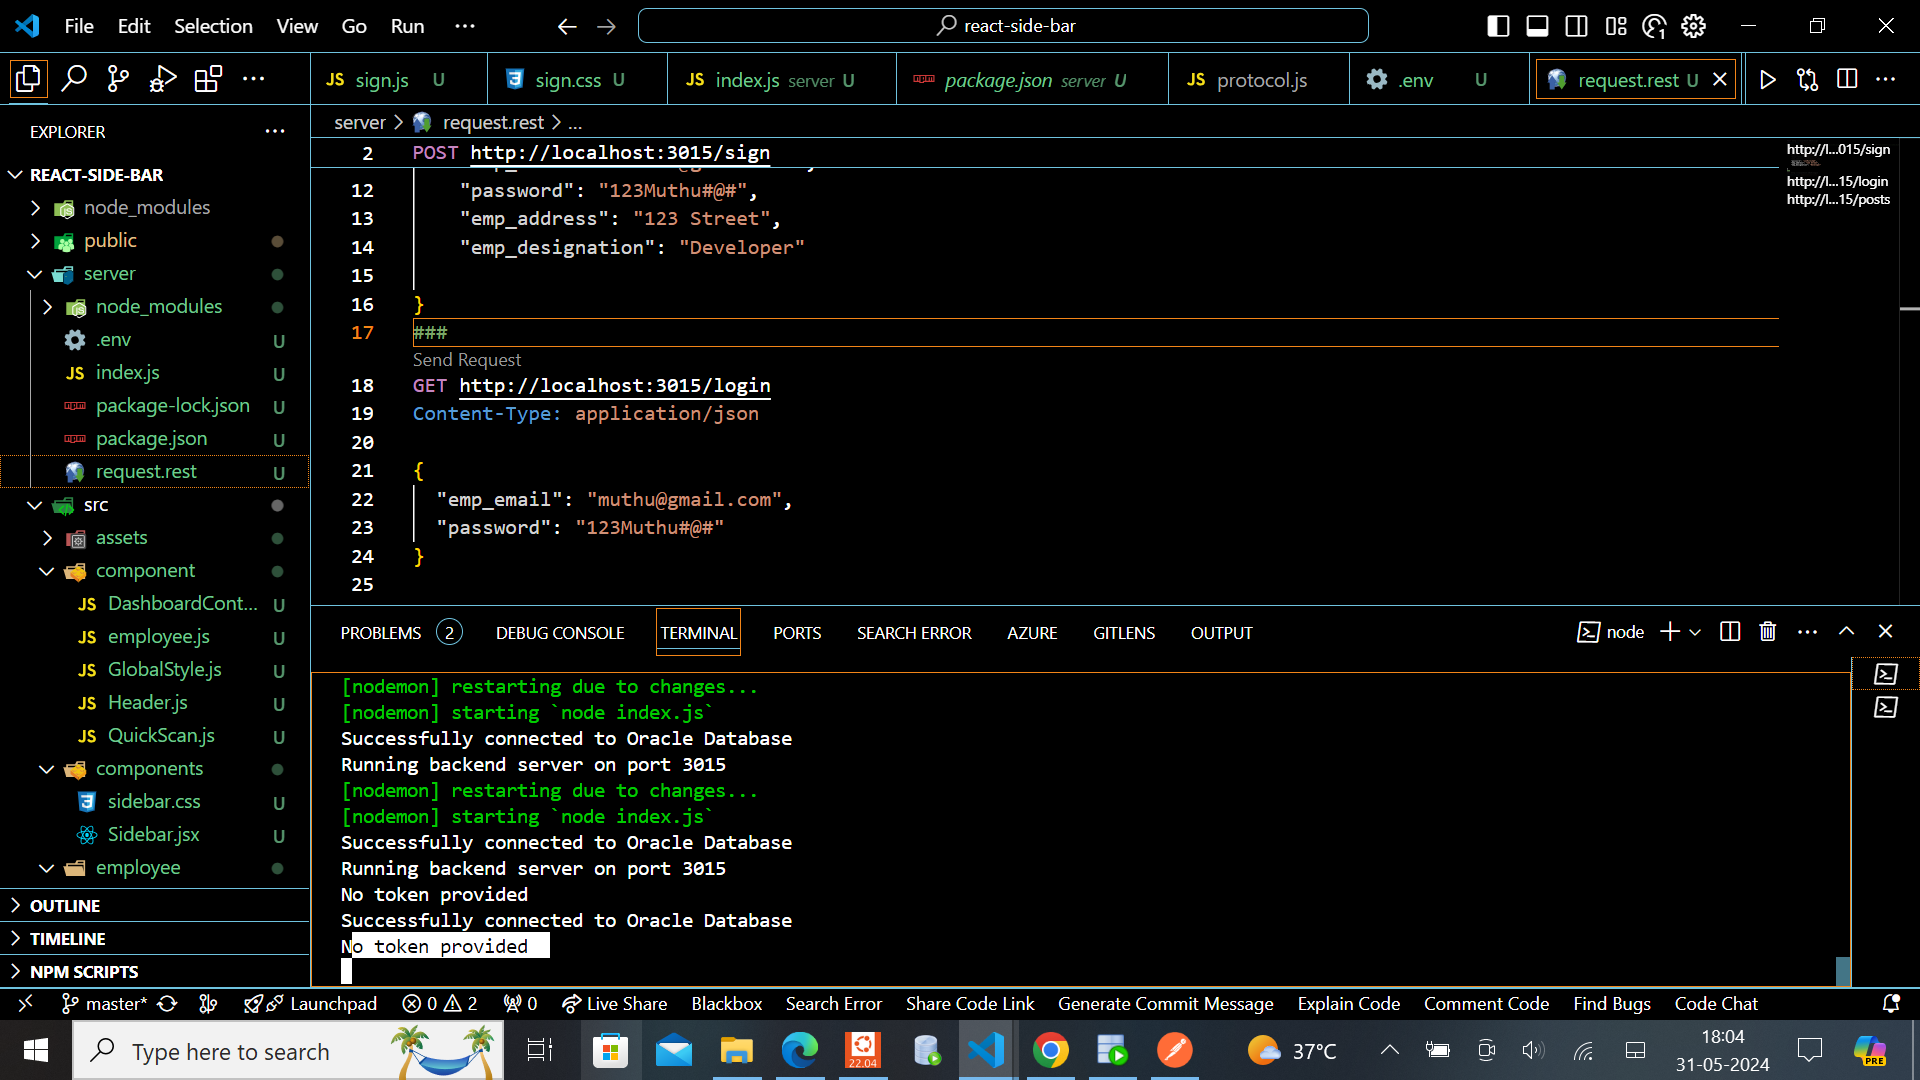 File Edit Selection View Go Run ...
react-side-bar
JS sign.js U
sign.css U
JS index.js server U
package.json server U
JS protocol.js
.env U
request.rest U
EXPLORER
server > request.rest > ...
REACT-SIDE-BAR
node_modules
public
server
node_modules
.env U
JS index.js U
package-lock.json U
package.json U
request.rest U
src
assets
component
JS DashboardCont... U
JS employee.js U
JS GlobalStyle.js U
JS Header.js U
JS QuickScan.js U
components
sidebar.css U
Sidebar.jsx U
employee
OUTLINE
TIMELINE
NPM SCRIPTS
2 POST http://localhost:3015/sign
12 "password": "123Muthu#@#",
13 "emp_address": "123 Street",
14 "emp_designation": "Developer"
15
16 }
17 ###
Send Request
18 GET http://localhost:3015/login
19 Content-Type: application/json
20
21 {
22 "emp_email": "muthu@gmail.com",
23 "password": "123Muthu#@#"
24 }
25
http://l...015/sign
http://l...15/login
http://l...15/posts
PROBLEMS 2 DEBUG CONSOLE TERMINAL PORTS SEARCH ERROR AZURE GITLENS OUTPUT
node
[nodemon] restarting due to changes...
[nodemon] starting `node index.js`
Successfully connected to Oracle Database
Running backend server on port 3015
[nodemon] restarting due to changes...
[nodemon] starting `node index.js`
Successfully connected to Oracle Database
Running backend server on port 3015
No token provided
Successfully connected to Oracle Database
No token provided
master* Launchpad 0 2 0 Live Share Blackbox Search Error Share Code Link Generate Commit Message Explain Code Comment Code Find Bugs Code Chat
Type here to search
22.04
37°C
18:04
31-05-2024
PRE